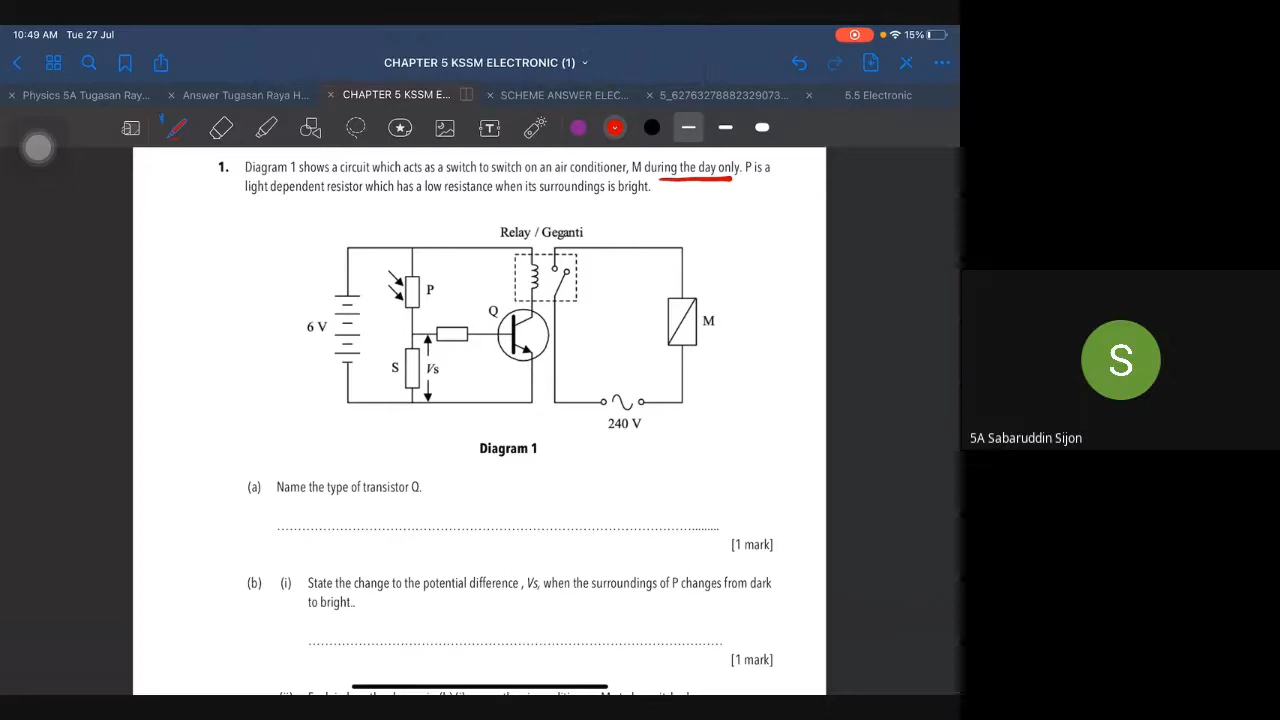 10:49 AM Tue 27 Jul
15%
CHAPTER 5 KSSM ELECTRONIC (1)
Physics 5A Tugasan Ray...
Answer Tugasan Raya H...
CHAPTER 5 KSSM E...
SCHEME ANSWER ELEC...
5_62763278882329073...
5.5 Electronic
1. Diagram 1 shows a circuit which acts as a switch to switch on an air conditioner, M during the day only. P is a
light dependent resistor which has a low resistance when its surroundings is bright.
Relay / Geganti
P
Q
6 V
M
S
Vs
240 V
Diagram 1
(a) Name the type of transistor Q.
[1 mark]
(b) (i) State the change to the potential difference , Vs, when the surroundings of P changes from dark
to bright..
[1 mark]
S
5A Sabaruddin Sijon